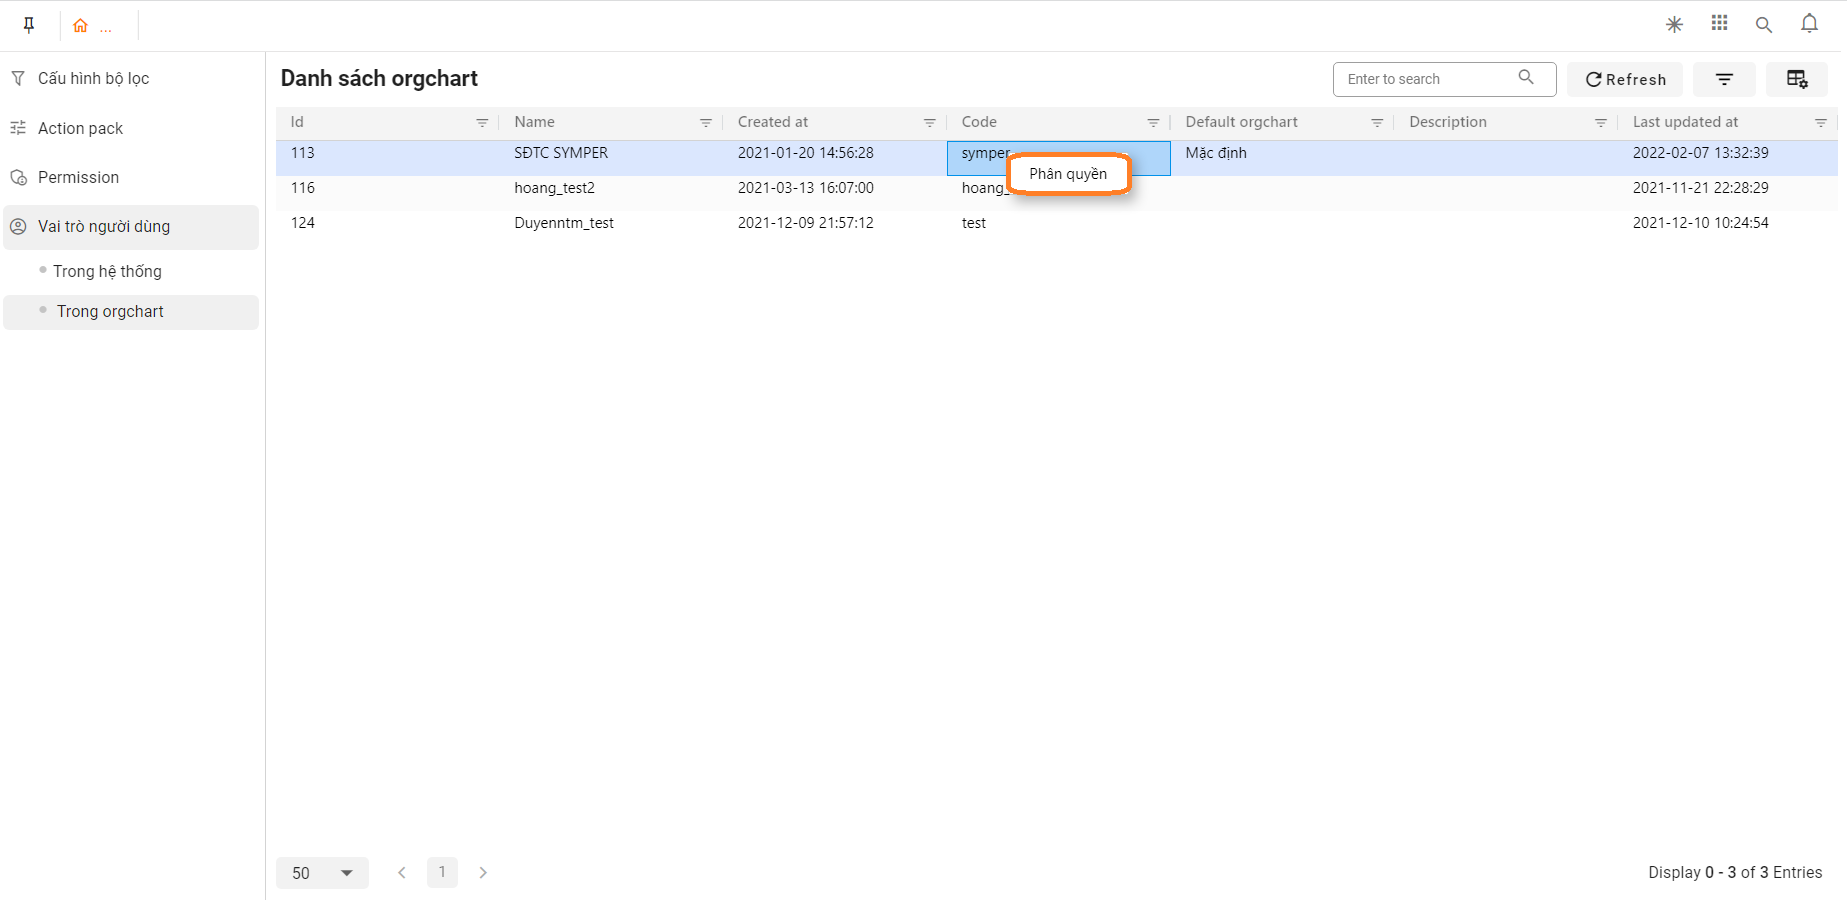 ...
Cấu hình bộ lọc
Action pack
Permission
Vai trò người dùng
Trong hệ thống
Trong orgchart
Danh sách orgchart
Enter to search
Refresh
Id Name Created at Code Default orgchart Description Last updated at
113 SĐTC SYMPER 2021-01-20 14:56:28 symper Mặc định 2022-02-07 13:32:39
Phân quyền
116 hoang_test2 2021-03-13 16:07:00 hoang_ 2021-11-21 22:28:29
124 Duyenntm_test 2021-12-09 21:57:12 test 2021-12-10 10:24:54
50 1 Display 0 - 3 of 3 Entries